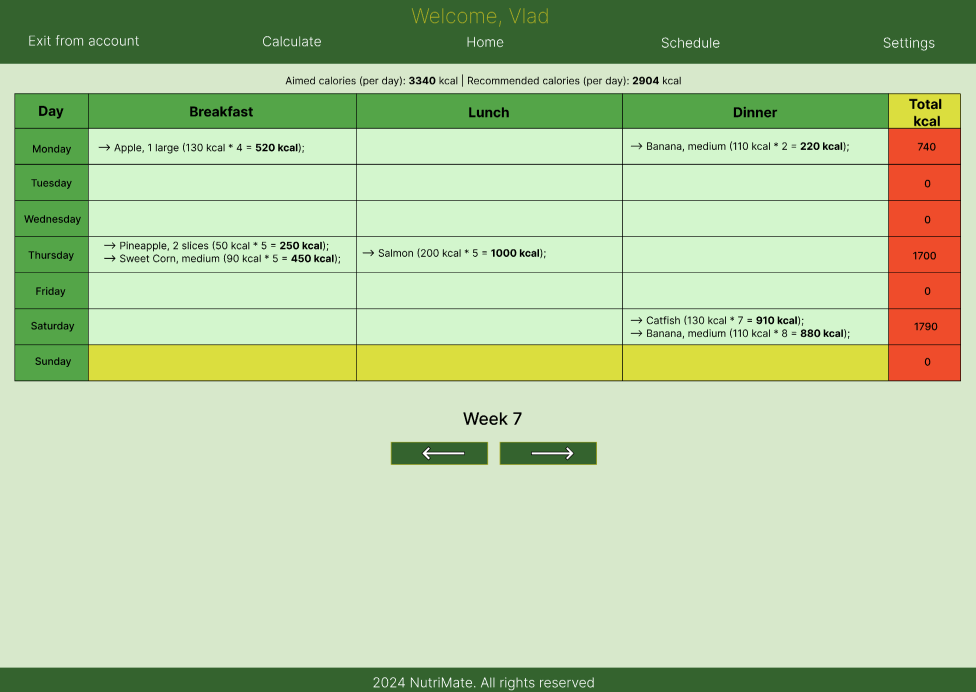 Welcome, Vlad
Exit from account Calculate Home Schedule Settings
Aimed calories (per day): 3340 kcal | Recommended calories (per day): 2904 kcal
Day Breakfast Lunch Dinner Total kcal
Monday → Apple, 1 large (130 kcal * 4 = 520 kcal); → Banana, medium (110 kcal * 2 = 220 kcal); 740
Tuesday 0
Wednesday 0
Thursday → Pineapple, 2 slices (50 kcal * 5 = 250 kcal); → Salmon (200 kcal * 5 = 1000 kcal); 1700
→ Sweet Corn, medium (90 kcal * 5 = 450 kcal);
Friday 0
Saturday → Catfish (130 kcal * 7 = 910 kcal); 1790
→ Banana, medium (110 kcal * 8 = 880 kcal);
Sunday 0
Week 7
← →
2024 NutriMate. All rights reserved